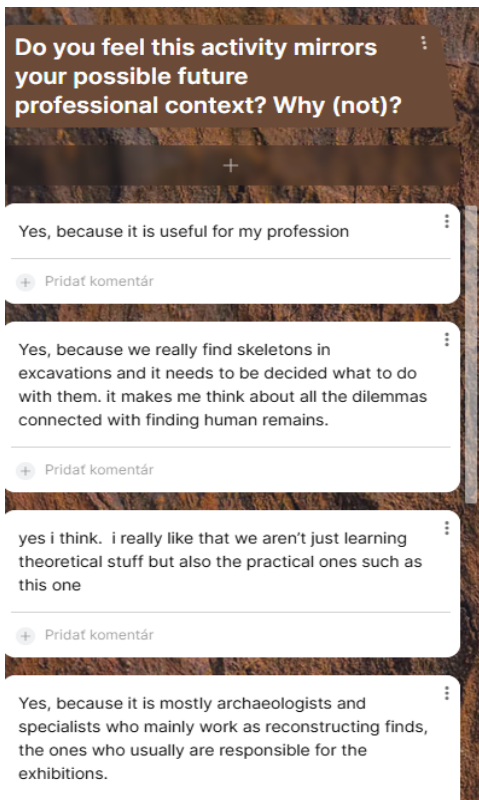 Do you feel this activity mirrors
your possible future
professional context? Why (not)?
Yes, because it is useful for my profession
Pridať komentár
Yes, because we really find skeletons in
excavations and it needs to be decided what to do
with them. it makes me think about all the dilemmas
connected with finding human remains.
Pridať komentár
yes i think.  i really like that we aren't just learning
theoretical stuff but also the practical ones such as
this one
Pridať komentár
Yes, because it is mostly archaeologists and
specialists who mainly work as reconstructing finds,
the ones who usually are responsible for the
exhibitions.